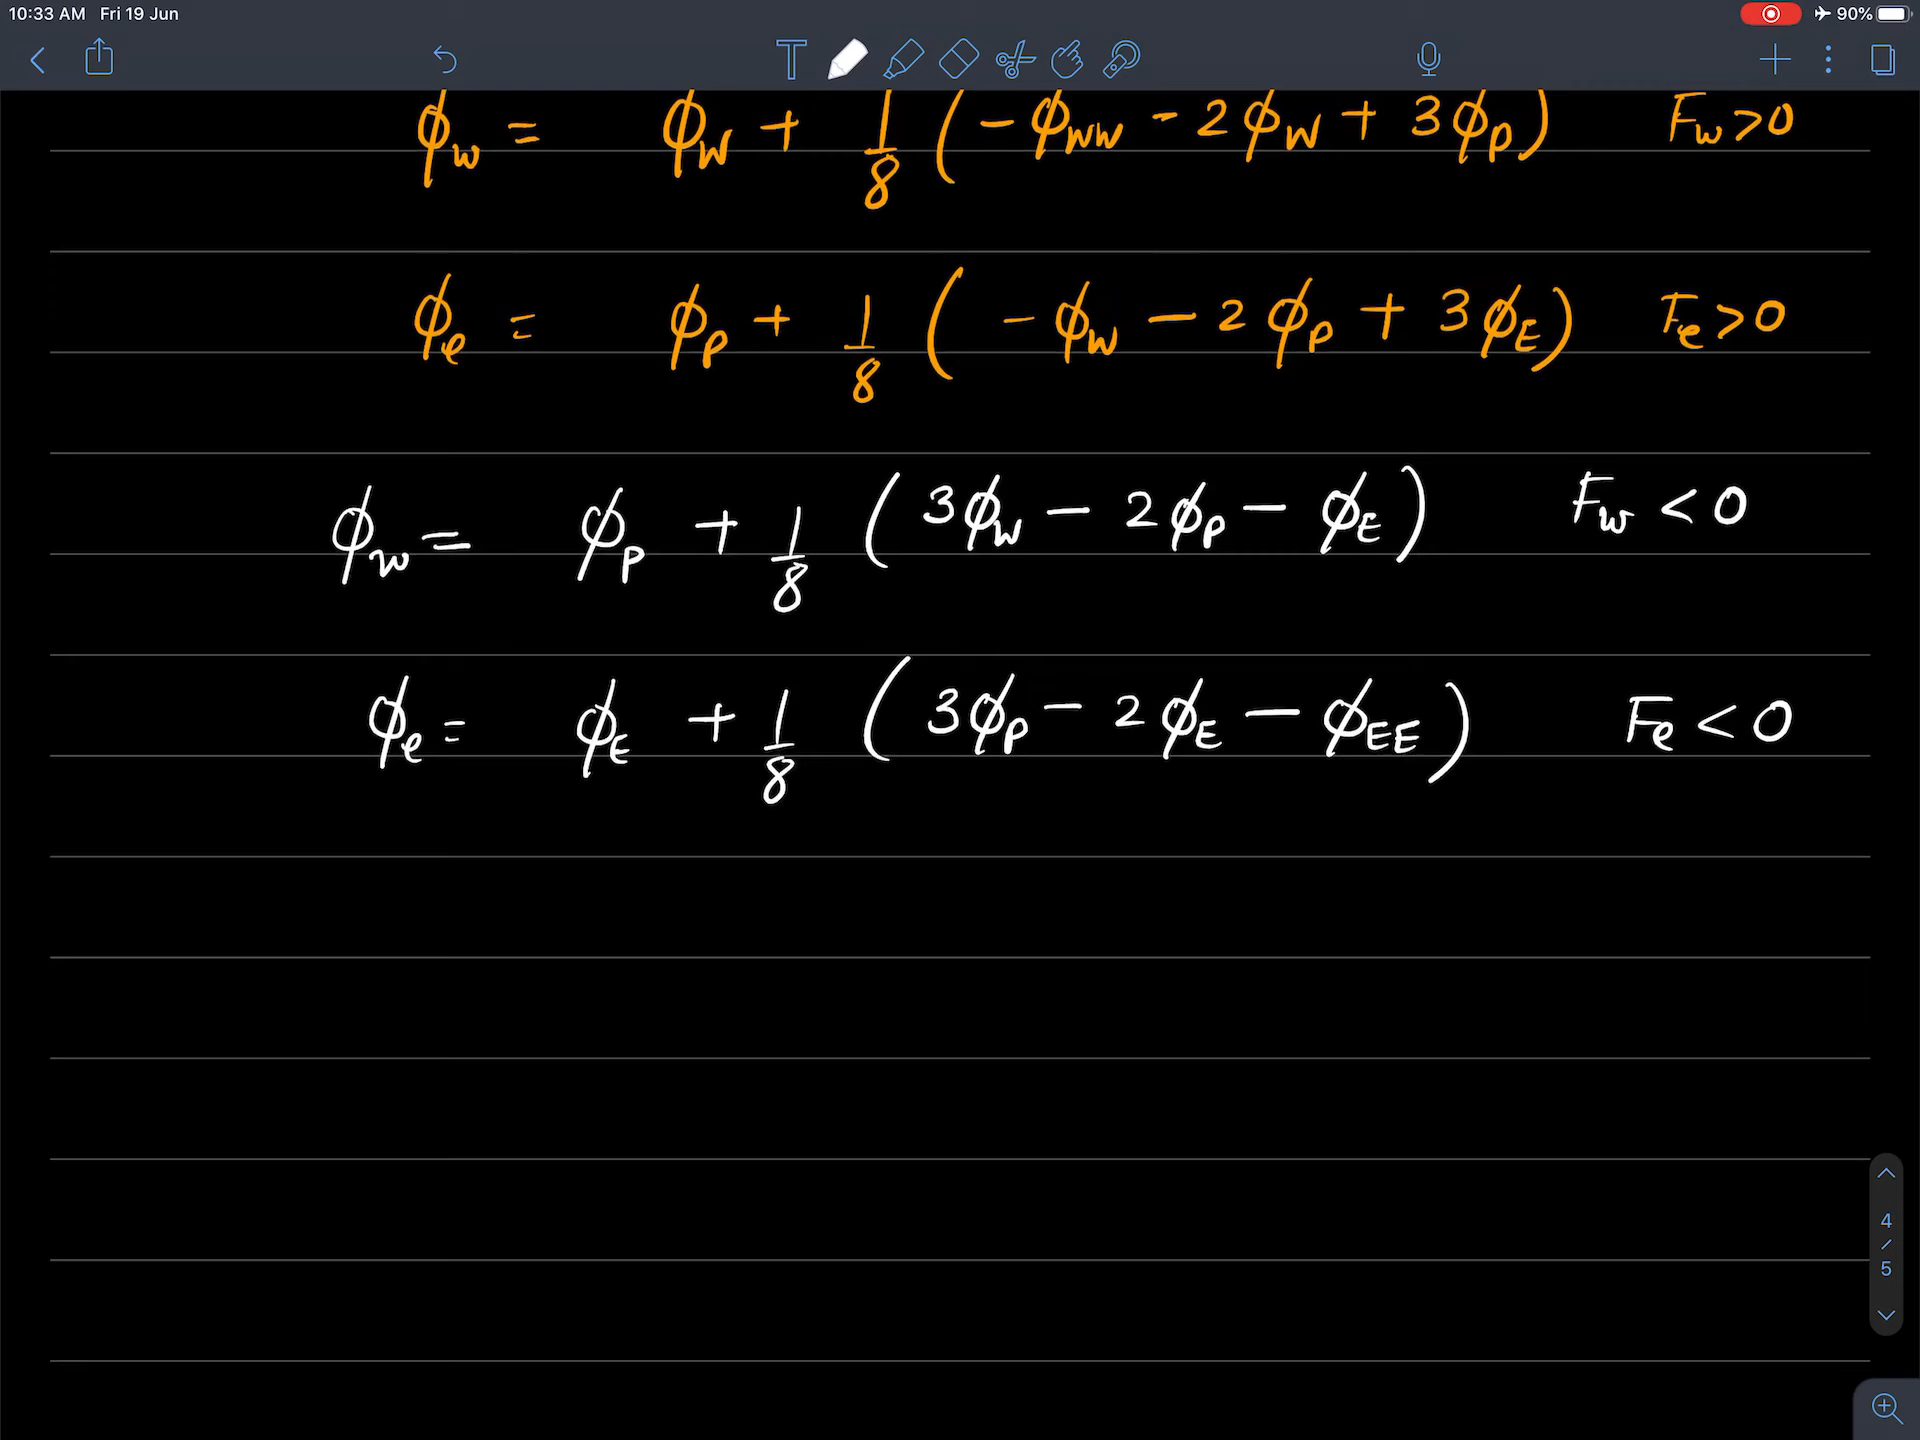 10:33 AM Fri 19 Jun 90%
T
ϕw = ϕW + 1/8 (-ϕWW - 2ϕW + 3ϕP) Fw>0
ϕe = ϕP + 1/8 (-ϕW - 2ϕP + 3ϕE) Fe>0
ϕw = ϕP + 1/8 (3ϕW - 2ϕP - ϕE) Fw < 0
ϕe = ϕE + 1/8 (3ϕP - 2ϕE - ϕEE) Fe < 0
4
/
5